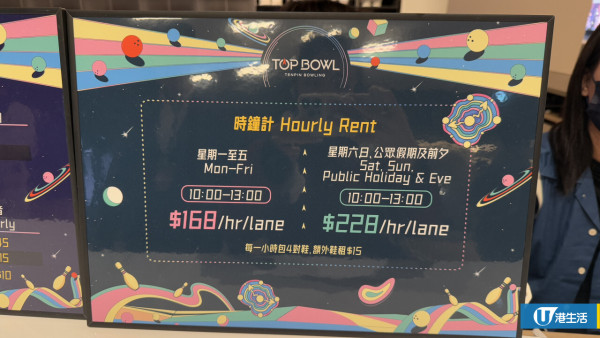 TOP BOWL
TENPIN BOWLING
時鐘計 Hourly Rent
星期一至五
Mon-Fri
10:00-13:00
$168/hr/lane
星期六日, 公眾假期及前夕
Sat, Sun,
Public Holiday & Eve
10:00-13:00
$228/hr/lane
每一小時包4對鞋, 額外鞋租$15
U 港生活